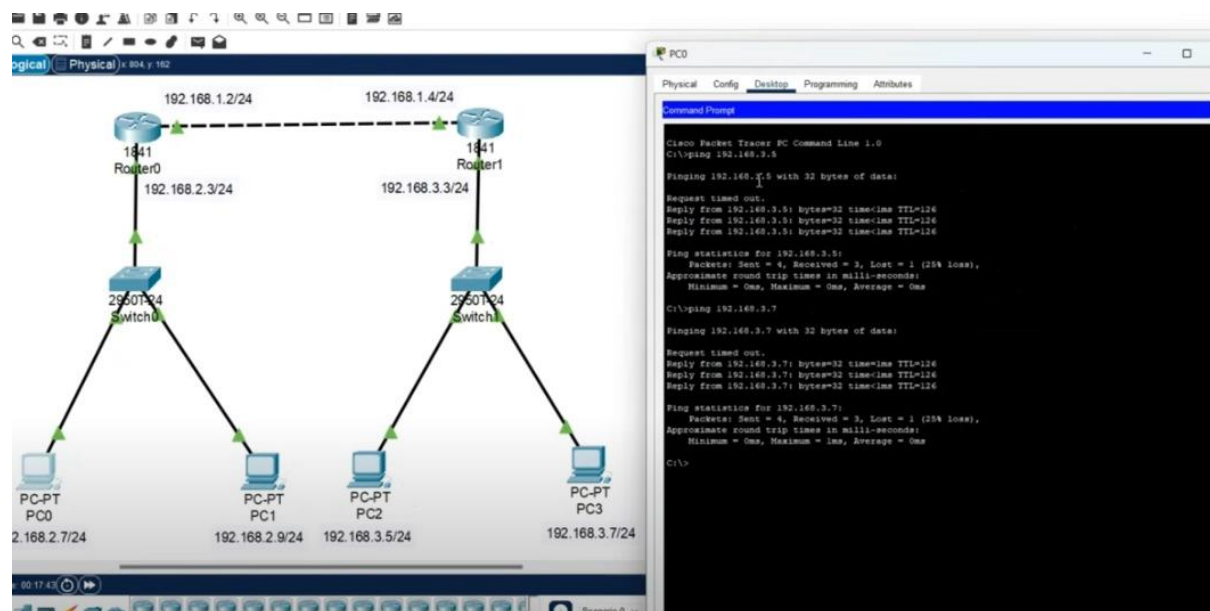 ogical
Physical
x: 804, y: 162
192.168.1.2/24
192.168.1.4/24
1841
Router0
1841
Router1
192.168.2.3/24
192.168.3.3/24
2950T-24
Switch0
2950T-24
Switch1
PC-PT
PC0
2.168.2.7/24
PC-PT
PC1
192.168.2.9/24
PC-PT
PC2
192.168.3.5/24
PC-PT
PC3
192.168.3.7/24
00:17:43
PC0
Physical Config Desktop Programming Attributes
Command Prompt
Cisco Packet Tracer PC Command Line 1.0
C:\>ping 192.168.3.5
Pinging 192.168.3.5 with 32 bytes of data:
Request timed out.
Reply from 192.168.3.5: bytes=32 time<1ms TTL=126
Reply from 192.168.3.5: bytes=32 time<1ms TTL=126
Reply from 192.168.3.5: bytes=32 time<1ms TTL=126
Ping statistics for 192.168.3.5:
Packets: Sent = 4, Received = 3, Lost = 1 (25% loss),
Approximate round trip times in milli-seconds:
Minimum = 0ms, Maximum = 0ms, Average = 0ms
C:\>ping 192.168.3.7
Pinging 192.168.3.7 with 32 bytes of data:
Request timed out.
Reply from 192.168.3.7: bytes=32 time=1ms TTL=126
Reply from 192.168.3.7: bytes=32 time<1ms TTL=126
Reply from 192.168.3.7: bytes=32 time<1ms TTL=126
Ping statistics for 192.168.3.7:
Packets: Sent = 4, Received = 3, Lost = 1 (25% loss),
Approximate round trip times in milli-seconds:
Minimum = 0ms, Maximum = 1ms, Average = 0ms
C:\>